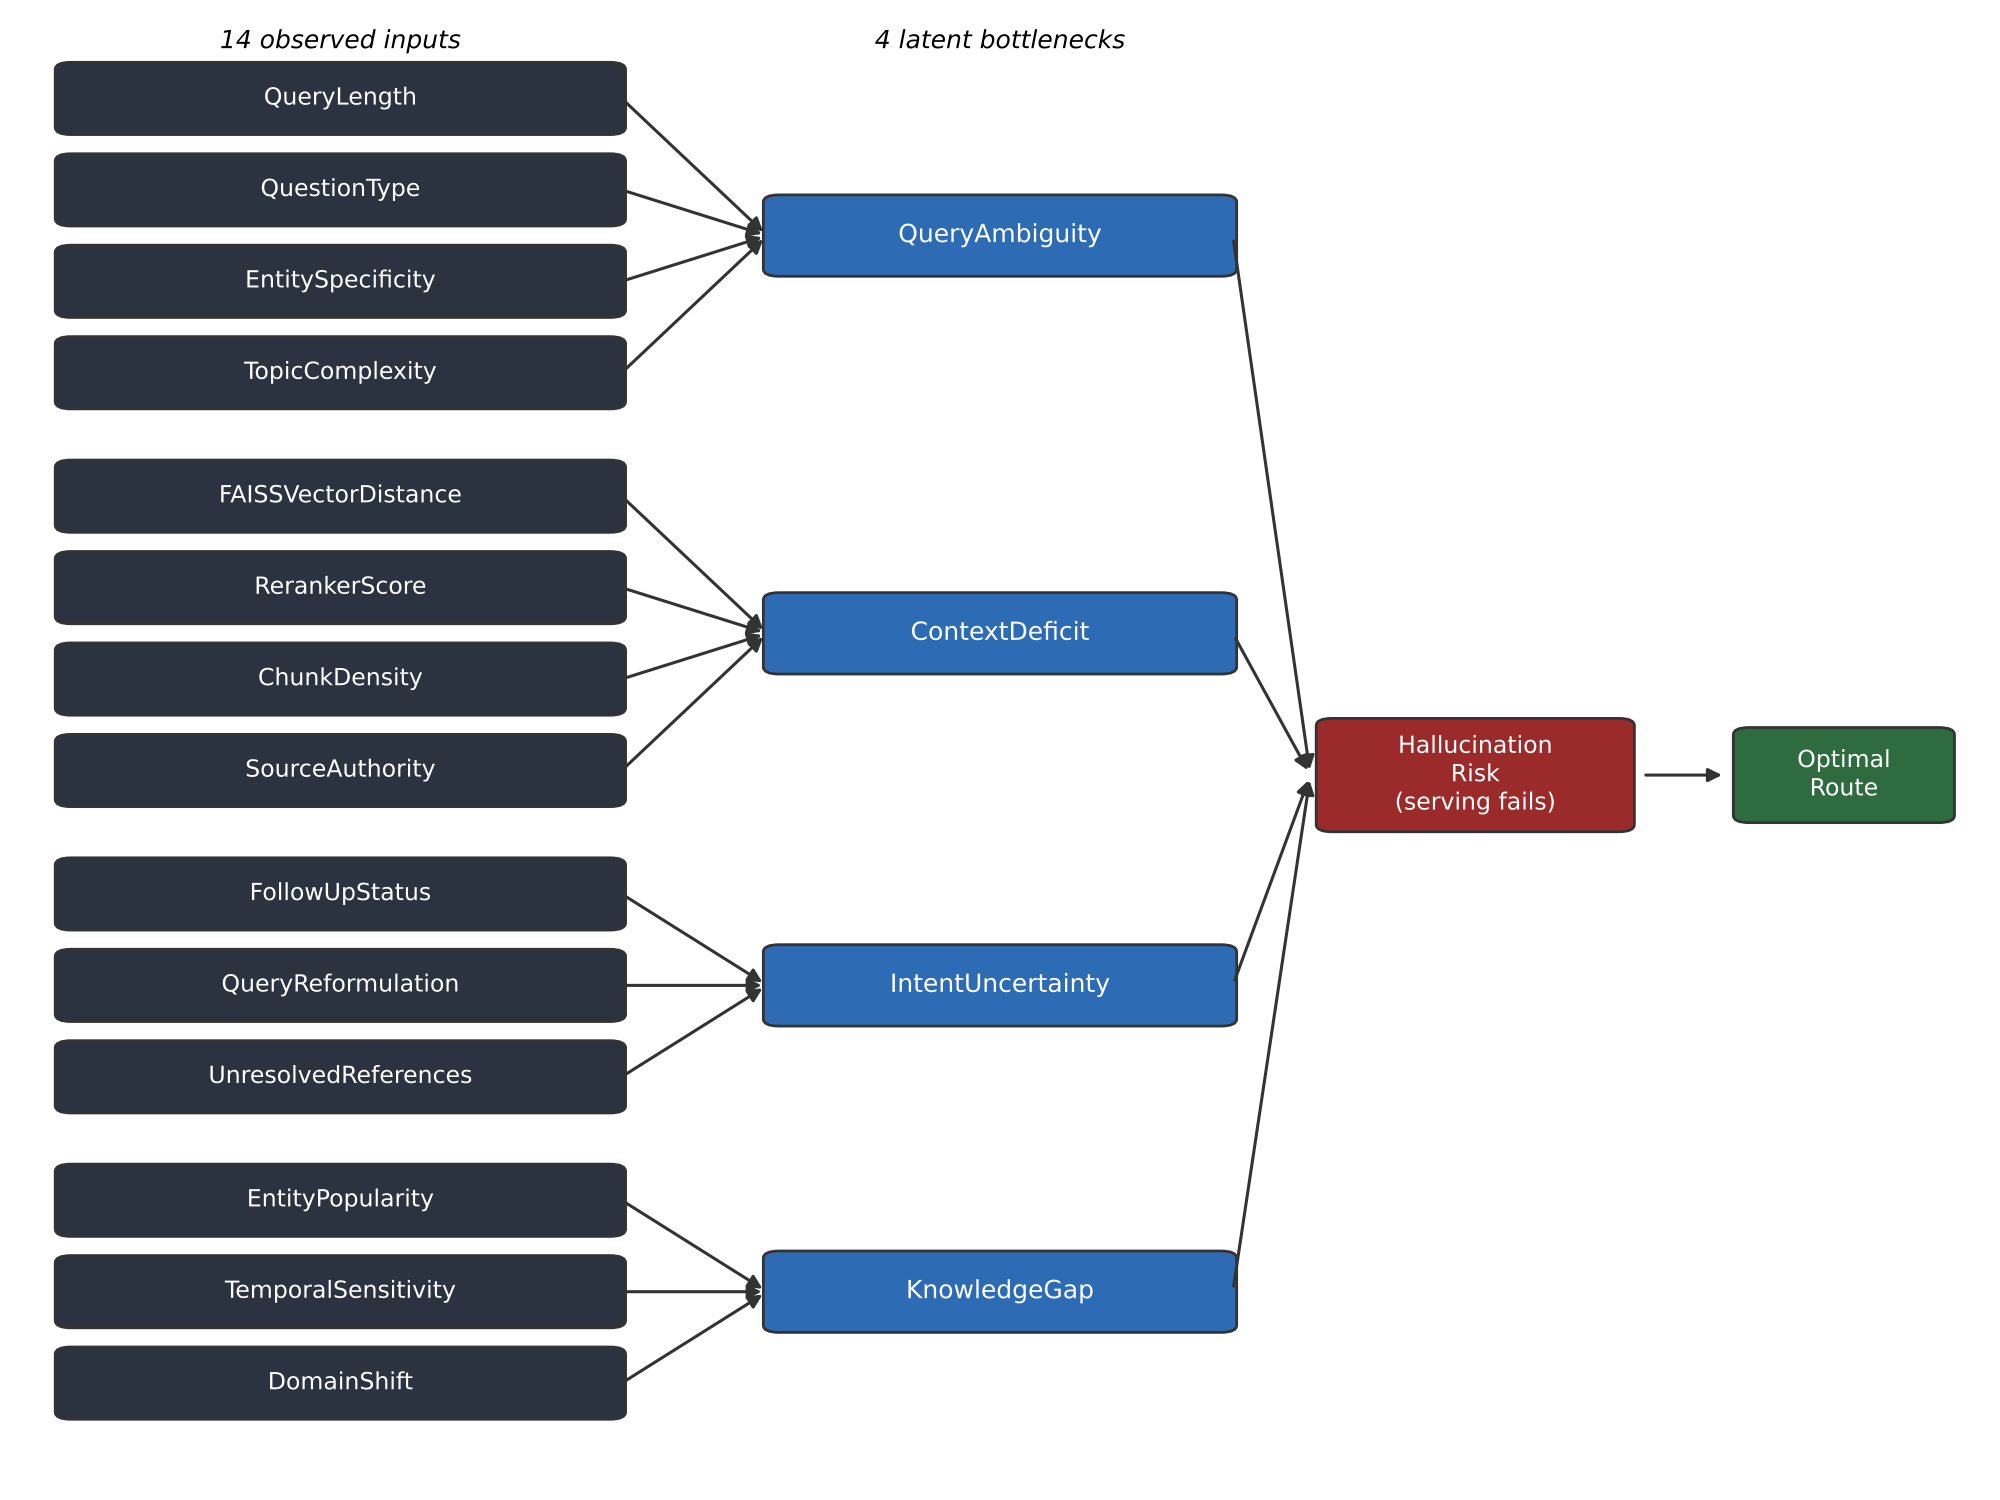 14 observed inputs
4 latent bottlenecks
QueryLength
QuestionType
EntitySpecificity
TopicComplexity
QueryAmbiguity
FAISSVectorDistance
RerankerScore
ChunkDensity
SourceAuthority
ContextDeficit
FollowUpStatus
QueryReformulation
UnresolvedReferences
IntentUncertainty
EntityPopularity
TemporalSensitivity
DomainShift
KnowledgeGap
Hallucination
Risk
(serving fails)
Optimal
Route